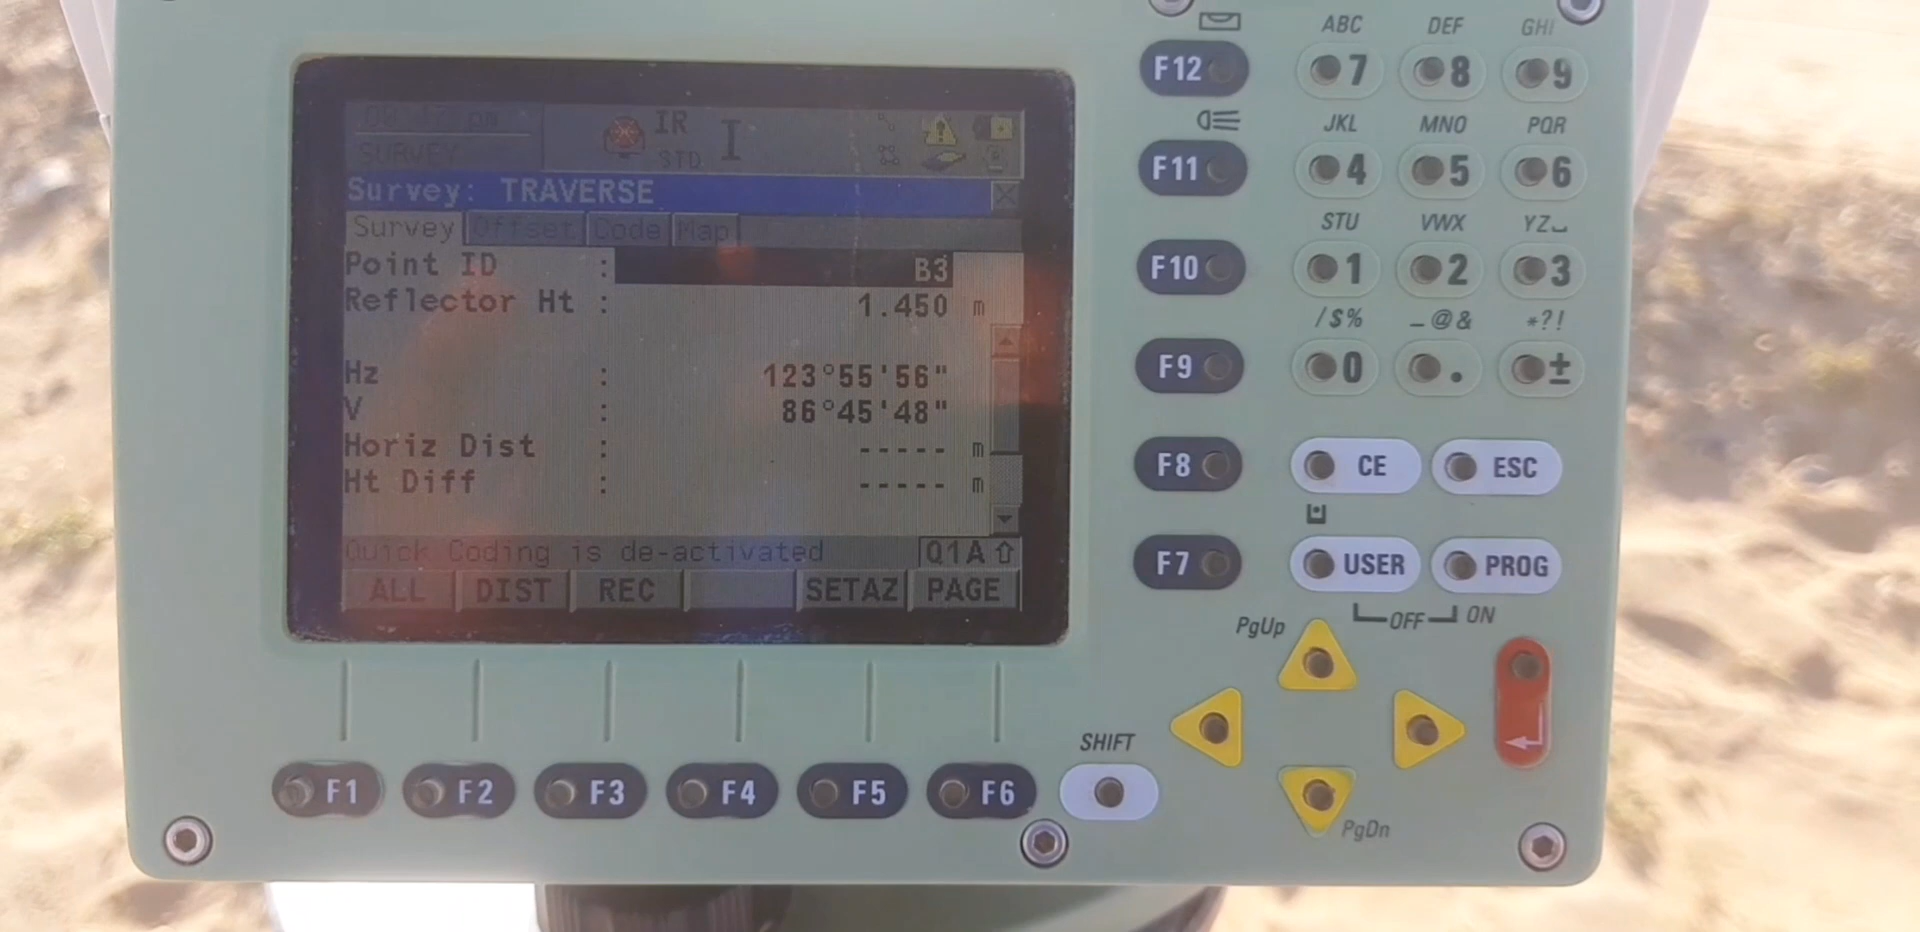 IR
STD I
SURVEY
Survey: TRAVERSE
Survey Offset Code Map
Point ID : B3
Reflector Ht : 1.450 m
Hz : 123°55'56"
V : 86°45'48"
Horiz Dist : ----- m
Ht Diff : ----- m
Quick Coding is de-activated Q1A⇧
ALL DIST REC SETAZ PAGE
F1 F2 F3 F4 F5 F6 SHIFT
ABC DEF GHI
F12 7 8 9
JKL MNO PQR
F11 4 5 6
STU VWX YZ⎵
F10 1 2 3
/$% _@& *?!
F9 0 . ±
F8 CE ESC
F7 USER PROG
OFF ON
PgUp
PgDn